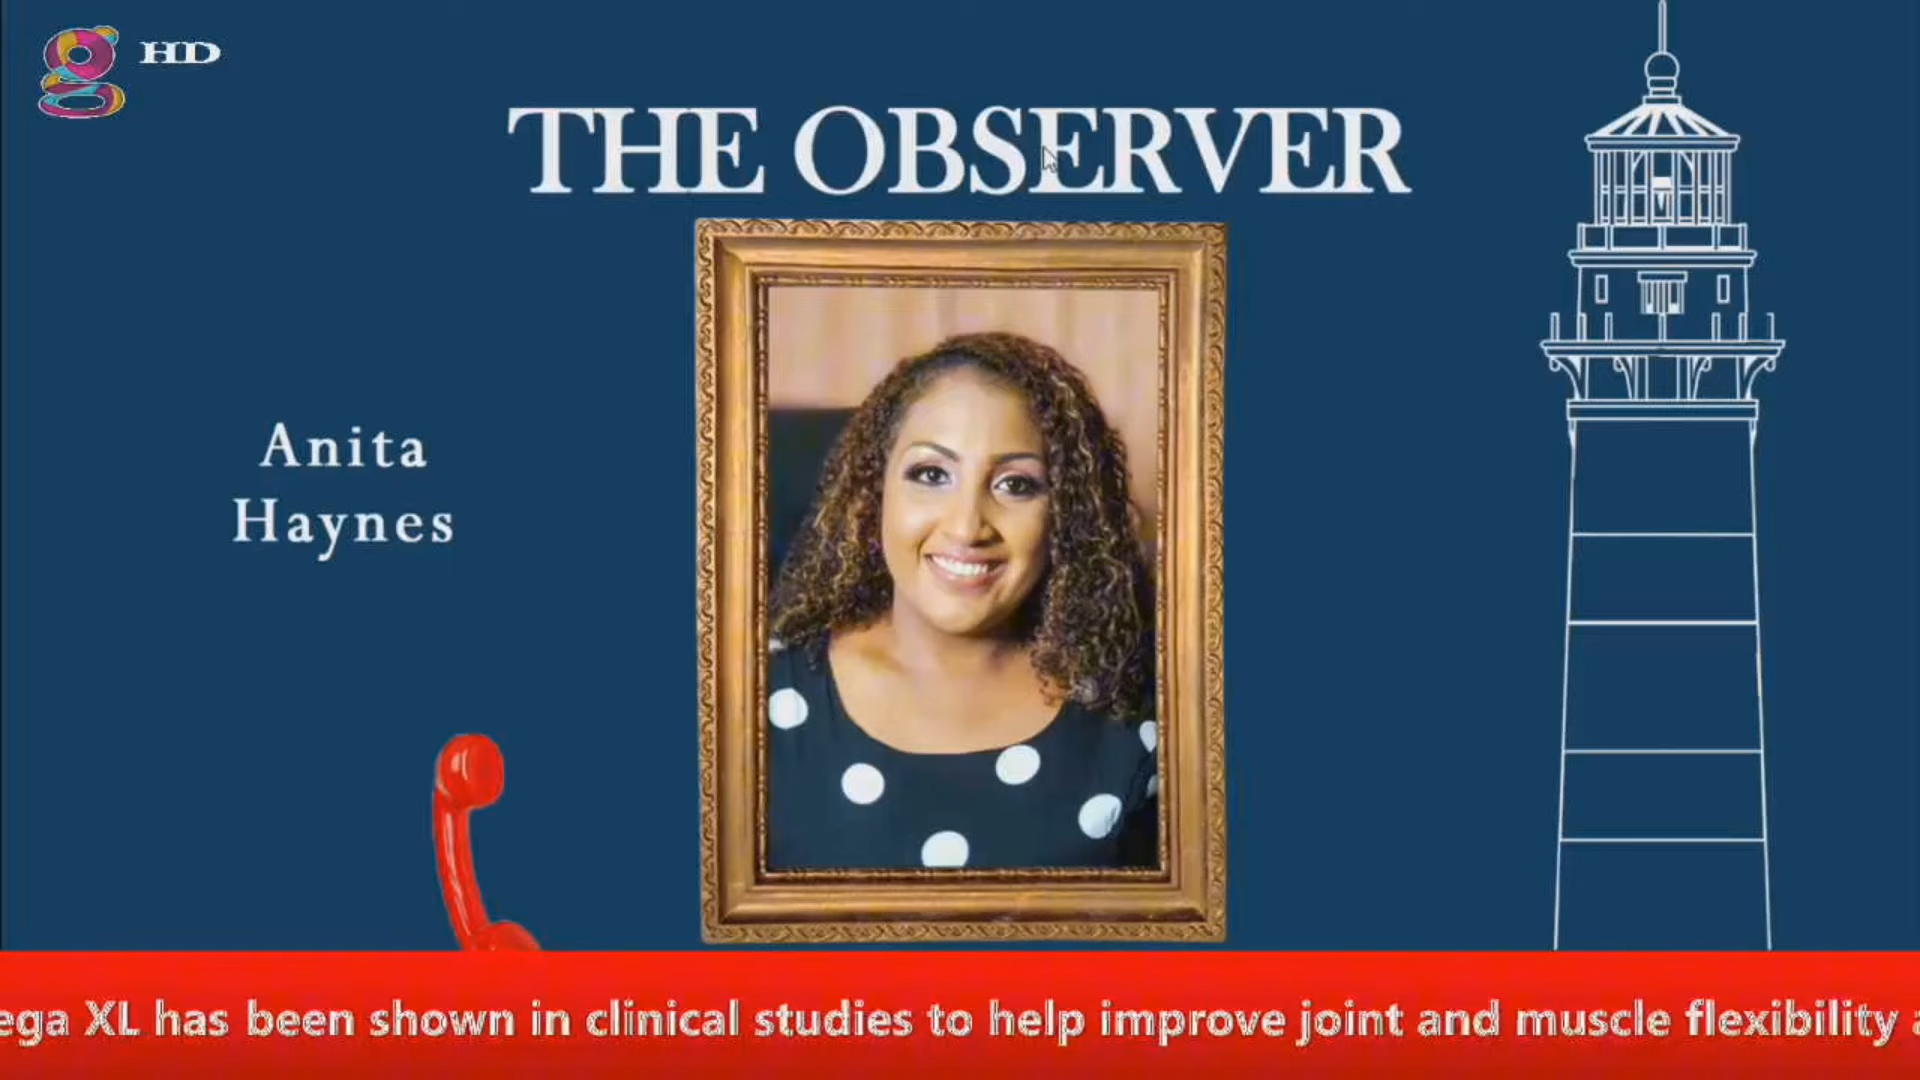 g HD
THE OBSERVER
Anita
Haynes
XL has been shown in clinical studies to help improve joint and muscle flexibility